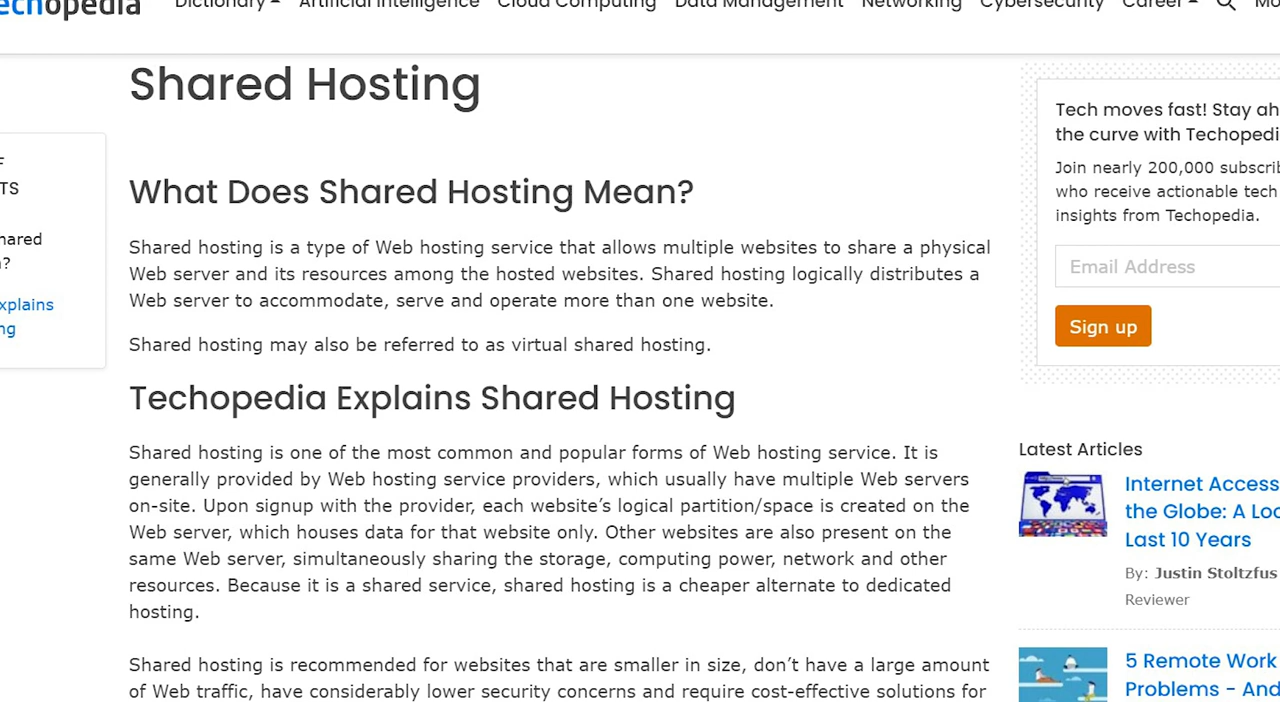 Dictionary Artificial Intelligence Cloud Computing Data Management Networking Cybersecurity Career
Shared Hosting
What Does Shared Hosting Mean?
Shared hosting is a type of Web hosting service that allows multiple websites to share a physical
Web server and its resources among the hosted websites. Shared hosting logically distributes a
Web server to accommodate, serve and operate more than one website.
Shared hosting may also be referred to as virtual shared hosting.
Techopedia Explains Shared Hosting
Shared hosting is one of the most common and popular forms of Web hosting service. It is
generally provided by Web hosting service providers, which usually have multiple Web servers
on-site. Upon signup with the provider, each website’s logical partition/space is created on the
Web server, which houses data for that website only. Other websites are also present on the
same Web server, simultaneously sharing the storage, computing power, network and other
resources. Because it is a shared service, shared hosting is a cheaper alternate to dedicated
hosting.
Shared hosting is recommended for websites that are smaller in size, don’t have a large amount
of Web traffic, have considerably lower security concerns and require cost-effective solutions for
Tech moves fast! Stay ah
the curve with Techopedi
Join nearly 200,000 subscrib
who receive actionable tech
insights from Techopedia.
Email Address
Sign up
Latest Articles
Internet Access
the Globe: A Loo
Last 10 Years
By: Justin Stoltzfus
Reviewer
5 Remote Work
Problems - And